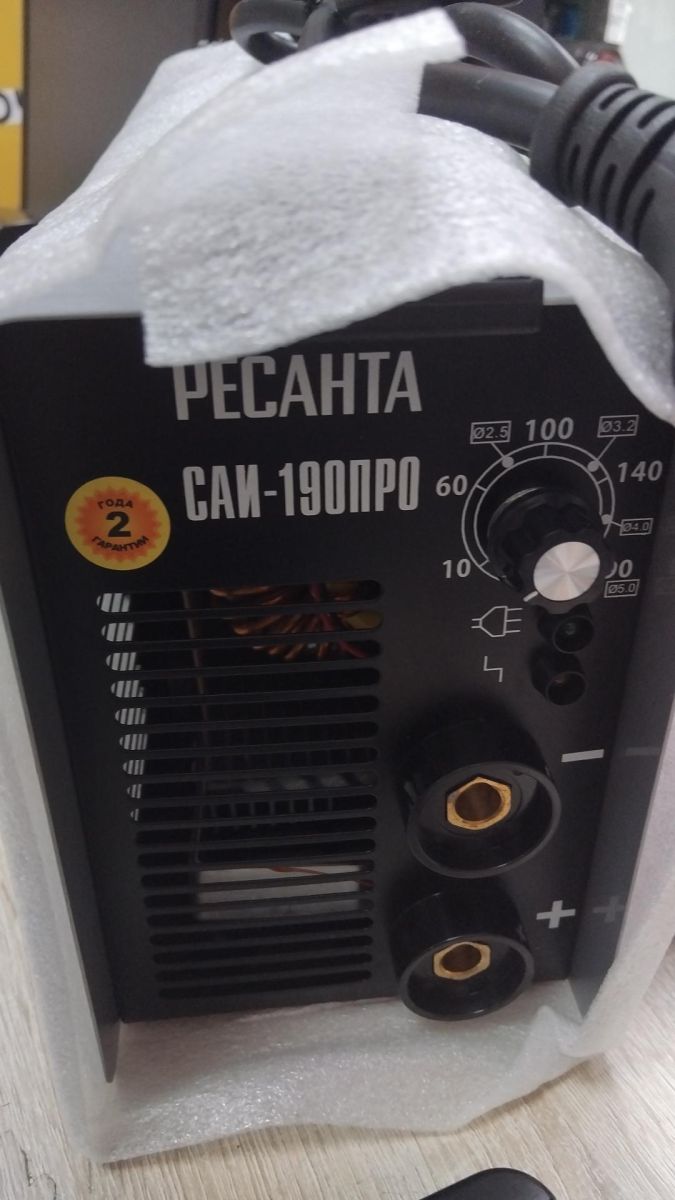 РЕСАНТА
САИ-190ПРО
ГОДА
2
ГАРАНТИИ
10
60
Ø2.5
100
Ø3.2
140
Ø4.0
Ø5.0
−
+